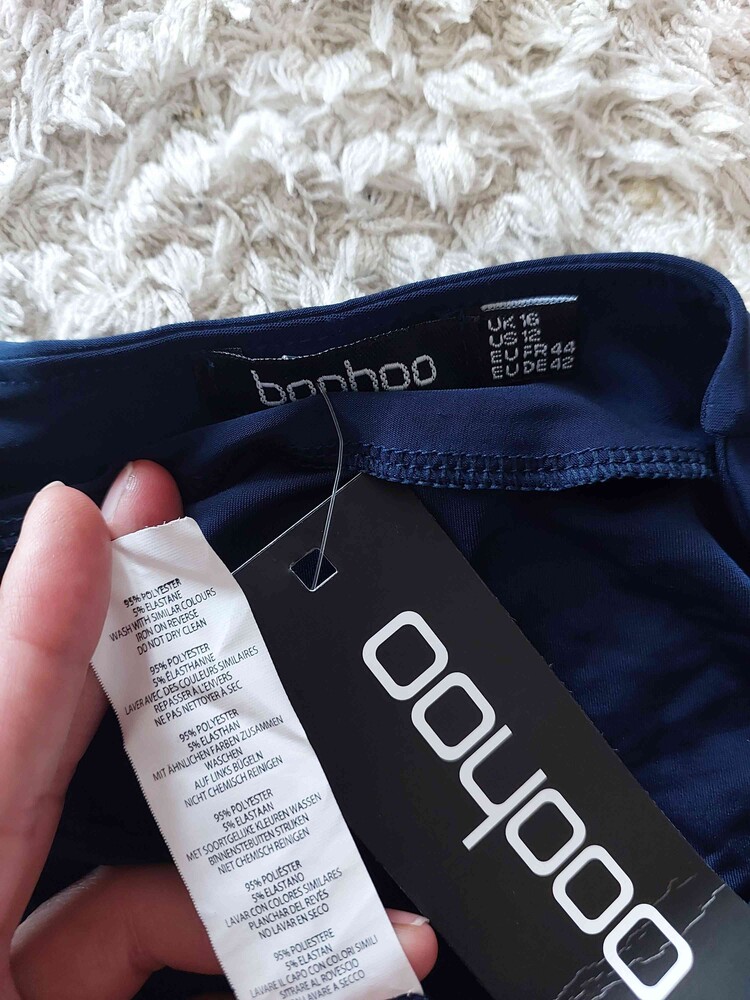 boohoo
UK 16
US 12
EU FR 44
EU DE 42
95% POLYESTER
5% ELASTANE
WASH WITH SIMILAR COLOURS
IRON ON REVERSE
DO NOT DRY CLEAN
95% POLYESTER
5% ÉLASTHANNE
LAVER AVEC DES COULEURS SIMILAIRES
REPASSER À L'ENVERS
NE PAS NETTOYER À SEC
95% POLYESTER
5% ELASTHAN
MIT ÄHNLICHEN FARBEN ZUSAMMEN
WASCHEN
AUF LINKS BÜGELN
NICHT CHEMISCH REINIGEN
95% POLYESTER
5% ELASTAAN
MET SOORTGELIJKE KLEUREN WASSEN
BINNENSTEBUITEN STRIJKEN
NIET CHEMISCH REINIGEN
95% POLIÉSTER
5% ELASTANO
LAVAR CON COLORES SIMILARES
PLANCHAR DEL REVÉS
NO LAVAR EN SECO
95% POLIESTERE
5% ELASTAN
LAVARE IL CAPO CON COLORI SIMILI
STIRARE AL ROVESCIO
LAVARE A SECCO
boohoo